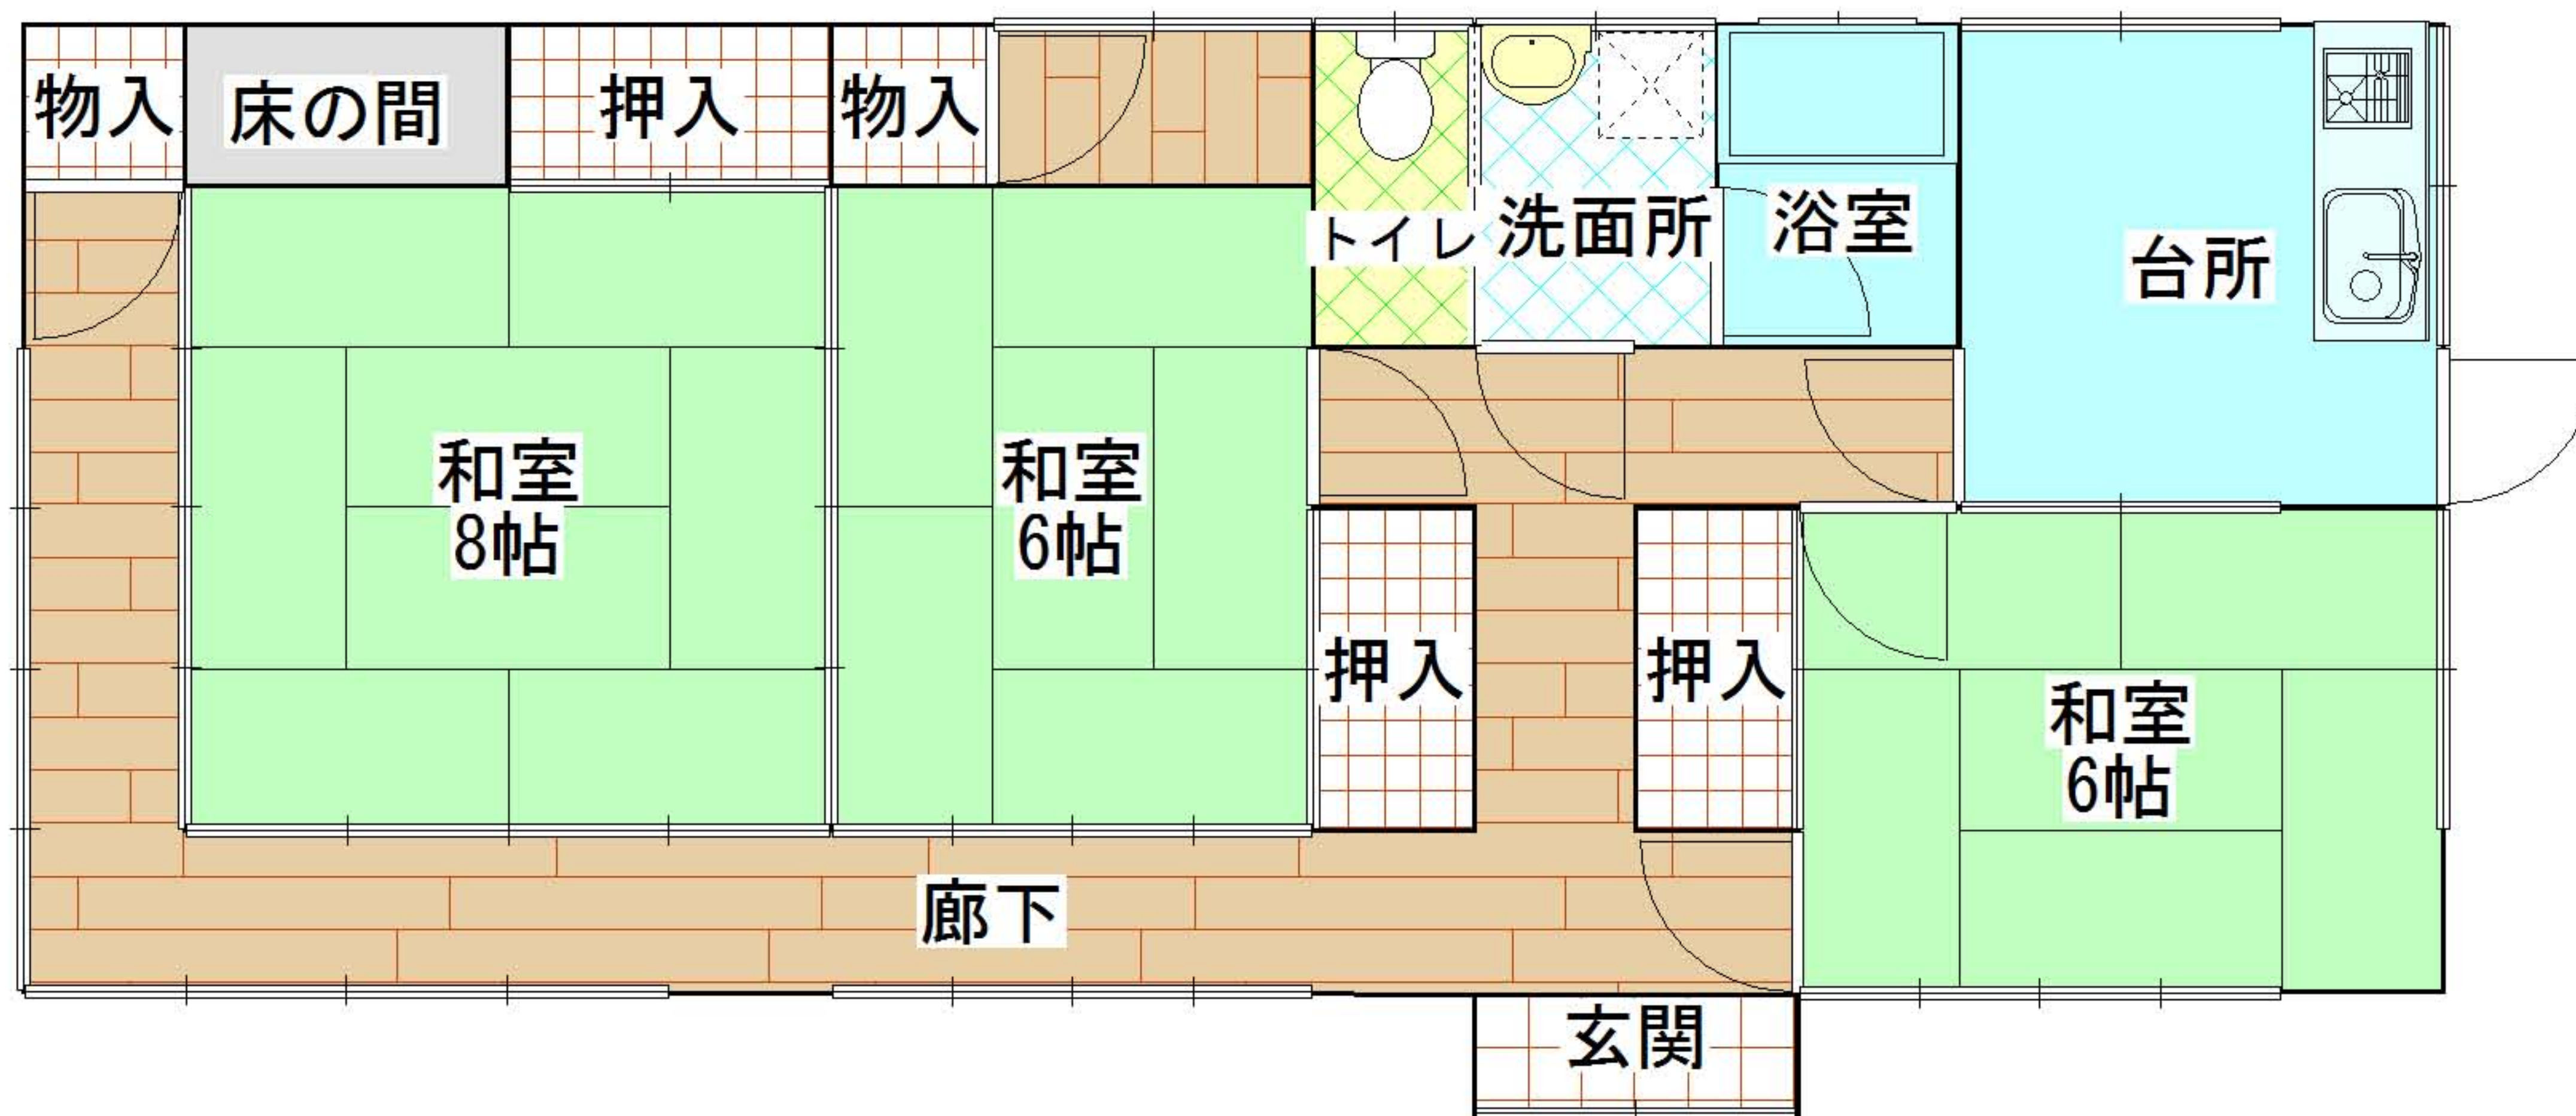 物入
床の間
押入
物入
トイレ
洗面所
浴室
台所
和室
8帖
和室
6帖
押入
押入
和室
6帖
廊下
玄関